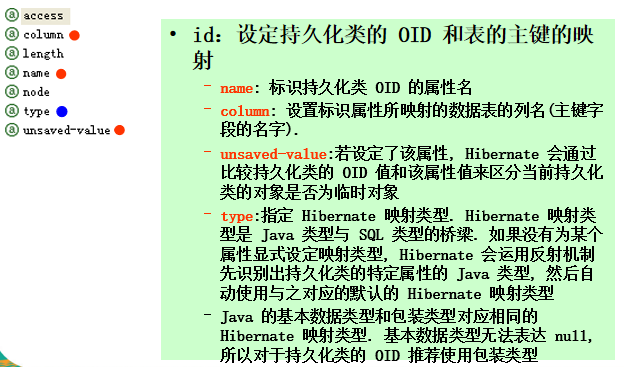 access
column
length
name
node
type
unsaved-value
• id: 设定持久化类的 OID 和表的主键的映
射
– name: 标识持久化类 OID 的属性名
– column: 设置标识属性所映射的数据表的列名(主键字
段的名字).
– unsaved-value:若设定了该属性, Hibernate 会通过
比较持久化类的 OID 值和该属性值来区分当前持久化
类的对象是否为临时对象
– type:指定 Hibernate 映射类型. Hibernate 映射类
型是 Java 类型与 SQL 类型的桥梁. 如果没有为某个
属性显式设定映射类型, Hibernate 会运用反射机制
先识别出持久化类的特定属性的 Java 类型, 然后自
动使用与之对应的默认的 Hibernate 映射类型
– Java 的基本数据类型和包装类型对应相同的
Hibernate 映射类型. 基本数据类型无法表达 null,
所以对于持久化类的 OID 推荐使用包装类型